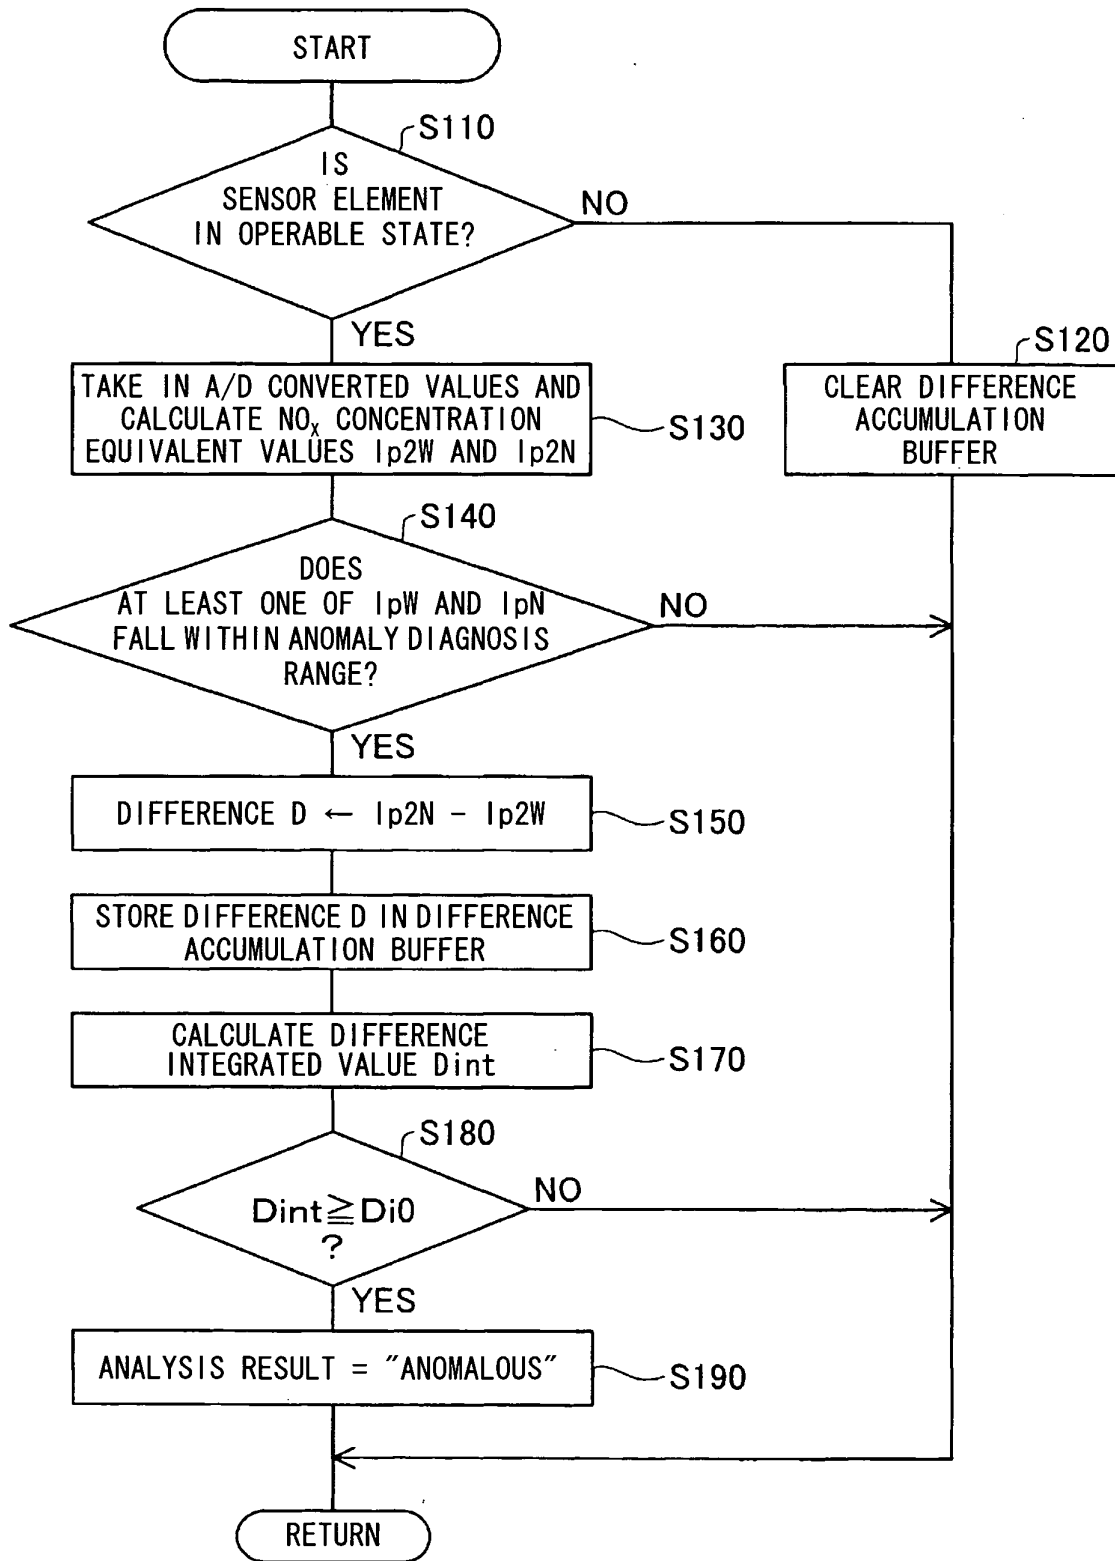 START
S110
IS
SENSOR ELEMENT
IN OPERABLE STATE?
NO
YES
S120
CLEAR DIFFERENCE
ACCUMULATION
BUFFER
TAKE IN A/D CONVERTED VALUES AND
CALCULATE NOx CONCENTRATION
EQUIVALENT VALUES Ip2W AND Ip2N
S130
S140
DOES
AT LEAST ONE OF IpW AND IpN
FALL WITHIN ANOMALY DIAGNOSIS
RANGE?
NO
YES
DIFFERENCE D ← Ip2N - Ip2W
S150
STORE DIFFERENCE D IN DIFFERENCE
ACCUMULATION BUFFER
S160
CALCULATE DIFFERENCE
INTEGRATED VALUE Dint
S170
S180
Dint≧Di0
?
NO
YES
ANALYSIS RESULT = "ANOMALOUS"
S190
RETURN